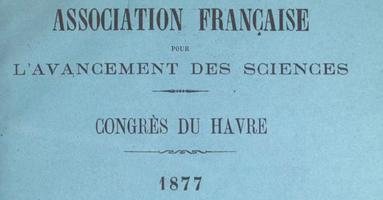 ASSOCIATION FRANÇAISE
POUR
L'AVANCEMENT DES SCIENCES
CONGRÈS DU HAVRE
1877